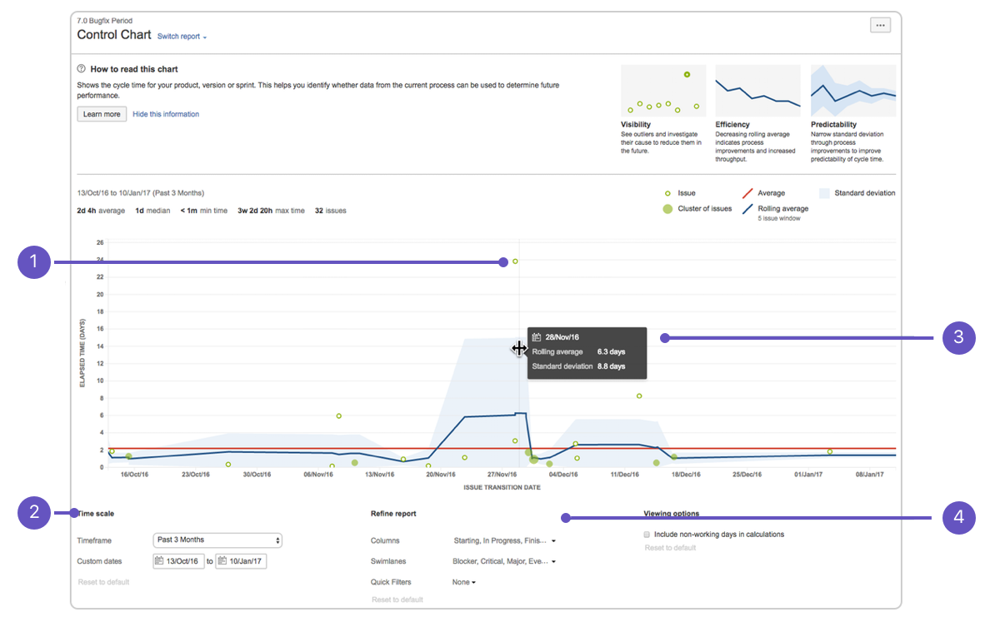 7.0 Bugfix Period
Control Chart Switch report
...
? How to read this chart
Shows the cycle time for your product, version or sprint. This helps you identify whether data from the current process can be used to determine future
performance.
Learn more Hide this information
Visibility
See outliers and investigate
their cause to reduce them in
the future.
Efficiency
Decreasing rolling average
indicates process
improvements and increased
throughput.
Predictability
Narrow standard deviation
through process
improvements to improve
predictability of cycle time.
13/Oct/16 to 10/Jan/17 (Past 3 Months)
2d 4h average 1d median < 1m min time 3w 2d 20h max time 32 issues
Issue Average Standard deviation
Cluster of issues Rolling average
5 issue window
26
1
24
22
20
18
16
14
12
10
8
6
4
2
0
ELAPSED TIME (DAYS)
28/Nov/16
Rolling average 6.3 days
Standard deviation 8.8 days
3
16/Oct/16 23/Oct/16 30/Oct/16 06/Nov/16 13/Nov/16 20/Nov/16 27/Nov/16 04/Dec/16 11/Dec/16 18/Dec/16 25/Dec/16 01/Jan/17 08/Jan/17
ISSUE TRANSITION DATE
2
Time scale
Timeframe Past 3 Months
Custom dates 13/Oct/16 to 10/Jan/17
Reset to default
Refine report
Columns Starting, In Progress, Finis...
Swimlanes Blocker, Critical, Major, Eve...
Quick Filters None
Reset to default
Viewing options
4
Include non-working days in calculations
Reset to default